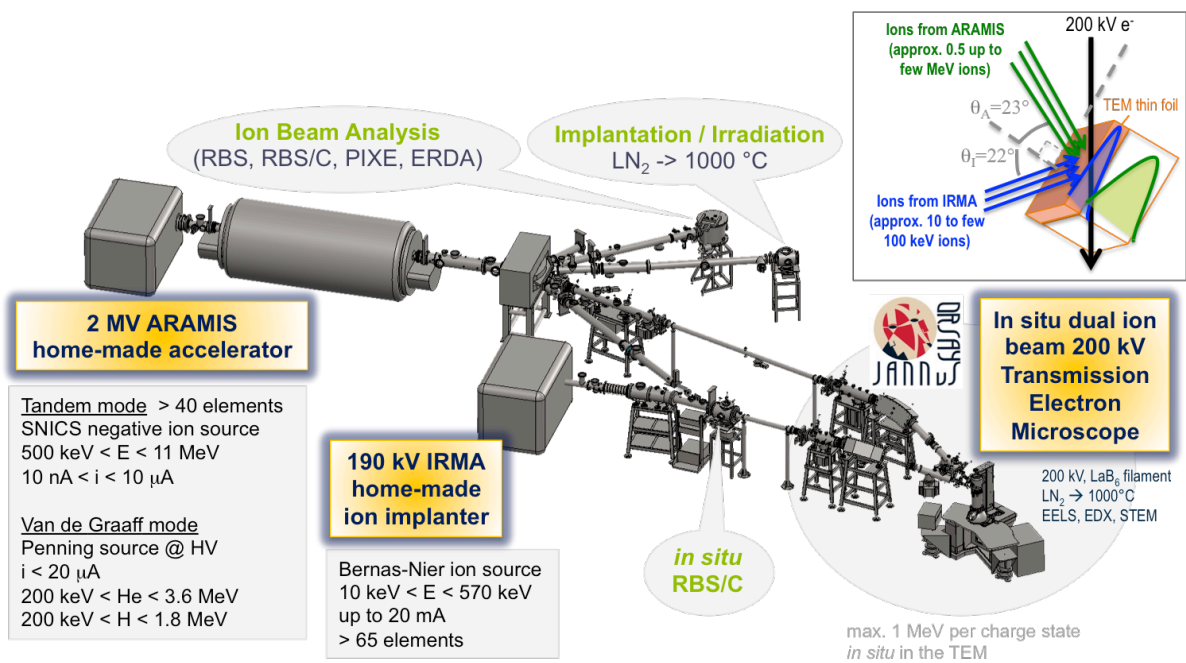 Ions from ARAMIS
(approx. 0.5 up to
few MeV ions)
200 kV e-
TEM thin foil
θA=23°
θI=22°
Ions from IRMA
(approx. 10 to few
100 keV ions)
Ion Beam Analysis
(RBS, RBS/C, PIXE, ERDA)
Implantation / Irradiation
LN2 -> 1000 °C
2 MV ARAMIS
home-made accelerator
Tandem mode > 40 elements
SNICS negative ion source
500 keV < E < 11 MeV
10 nA < i < 10 μA
Van de Graaff mode
Penning source @ HV
i < 20 μA
200 keV < He < 3.6 MeV
200 keV < H < 1.8 MeV
190 kV IRMA
home-made
ion implanter
Bernas-Nier ion source
10 keV < E < 570 keV
up to 20 mA
> 65 elements
in situ
RBS/C
JANNUS
ORSAY
In situ dual ion
beam 200 kV
Transmission
Electron
Microscope
200 kV, LaB6 filament
LN2 → 1000°C
EELS, EDX, STEM
max. 1 MeV per charge state
in situ in the TEM